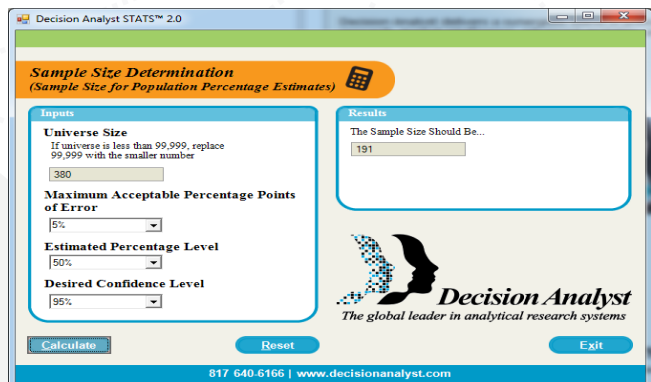 Decision Analyst STATS™ 2.0
Sample Size Determination
(Sample Size for Population Percentage Estimates)
Inputs
Universe Size
If universe is less than 99,999, replace
99,999 with the smaller number
380
Maximum Acceptable Percentage Points
of Error
5%
Estimated Percentage Level
50%
Desired Confidence Level
95%
Results
The Sample Size Should Be...
191
Decision Analyst
The global leader in analytical research systems
Calculate
Reset
Exit
817 640-6166 | www.decisionanalyst.com